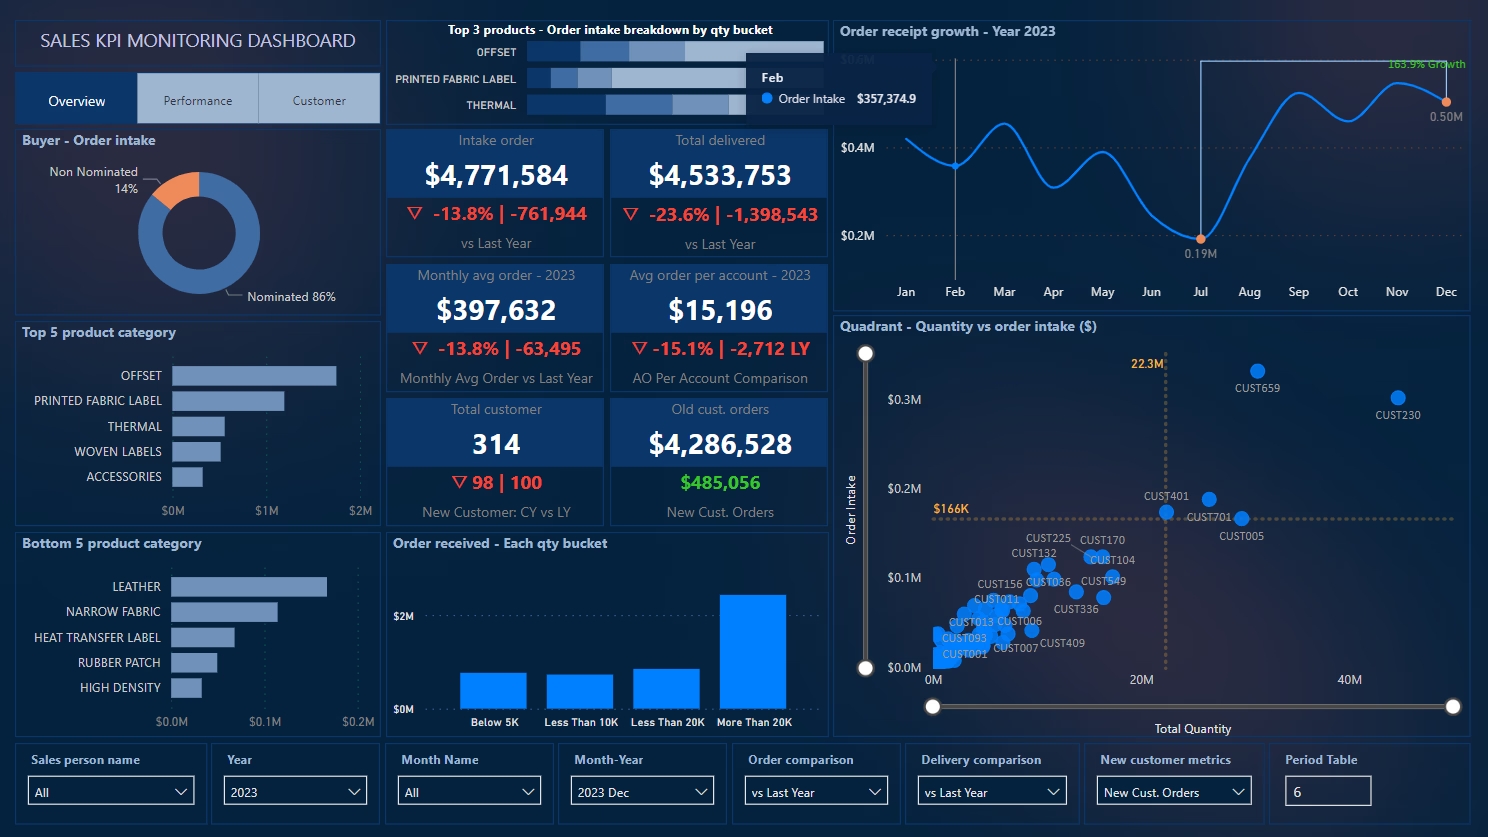 SALES KPI MONITORING DASHBOARD
Overview
Performance
Customer
Top 3 products - Order intake breakdown by qty bucket
OFFSET
PRINTED FABRIC LABEL
THERMAL
Order receipt growth - Year 2023
$0.6M
163.9% Growth
Feb
Order Intake $357,374.9
0.50M
$0.4M
$0.2M
0.19M
Jan Feb Mar Apr May Jun Jul Aug Sep Oct Nov Dec
Buyer - Order intake
Non Nominated
14%
Nominated 86%
Intake order
$4,771,584
-13.8% | -761,944
vs Last Year
Total delivered
$4,533,753
-23.6% | -1,398,543
vs Last Year
Monthly avg order - 2023
$397,632
-13.8% | -63,495
Monthly Avg Order vs Last Year
Avg order per account - 2023
$15,196
-15.1% | -2,712 LY
AO Per Account Comparison
Total customer
314
98 | 100
New Customer: CY vs LY
Old cust. orders
$4,286,528
$485,056
New Cust. Orders
Top 5 product category
OFFSET
PRINTED FABRIC LABEL
THERMAL
WOVEN LABELS
ACCESSORIES
$0M $1M $2M
Bottom 5 product category
LEATHER
NARROW FABRIC
HEAT TRANSFER LABEL
RUBBER PATCH
HIGH DENSITY
$0.0M $0.1M $0.2M
Order received - Each qty bucket
$2M
$0M
Below 5K Less Than 10K Less Than 20K More Than 20K
Quadrant - Quantity vs order intake ($)
22.3M
CUST659
CUST230
$0.3M
$0.2M
CUST401
$166K
CUST701
CUST005
CUST225 CUST170
CUST132
CUST104
$0.1M
CUST156 CUST036 CUST549
CUST011
CUST336
CUST013 CUST006
CUST093
CUST007 CUST409
CUST001
$0.0M
0M 20M 40M
Order Intake
Total Quantity
Sales person name
All
Year
2023
Month Name
All
Month-Year
2023 Dec
Order comparison
vs Last Year
Delivery comparison
vs Last Year
New customer metrics
New Cust. Orders
Period Table
6